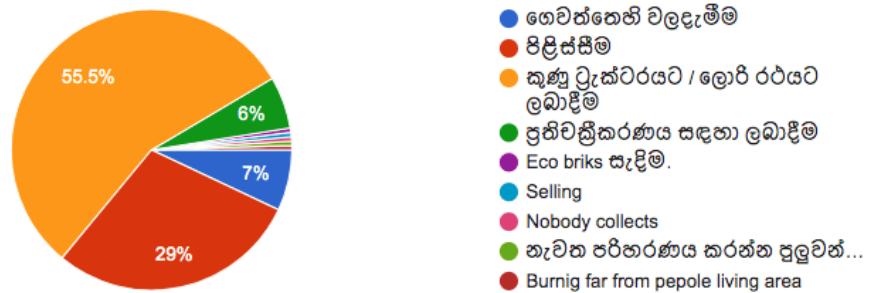 55.5%
6%
7%
29%
ගෙවත්තෙහි වලදැමීම
පිළිස්සීම
කුණු ට්‍රැක්ටරයට / ලොරි රථයට
ලබාදීම
ප්‍රතිචක්‍රීකරණය සඳහා ලබාදීම
Eco briks සැදිම.
Selling
Nobody collects
නැවත පරිහරණය කරන්න පුලුවන්...
Burnig far from pepole living area